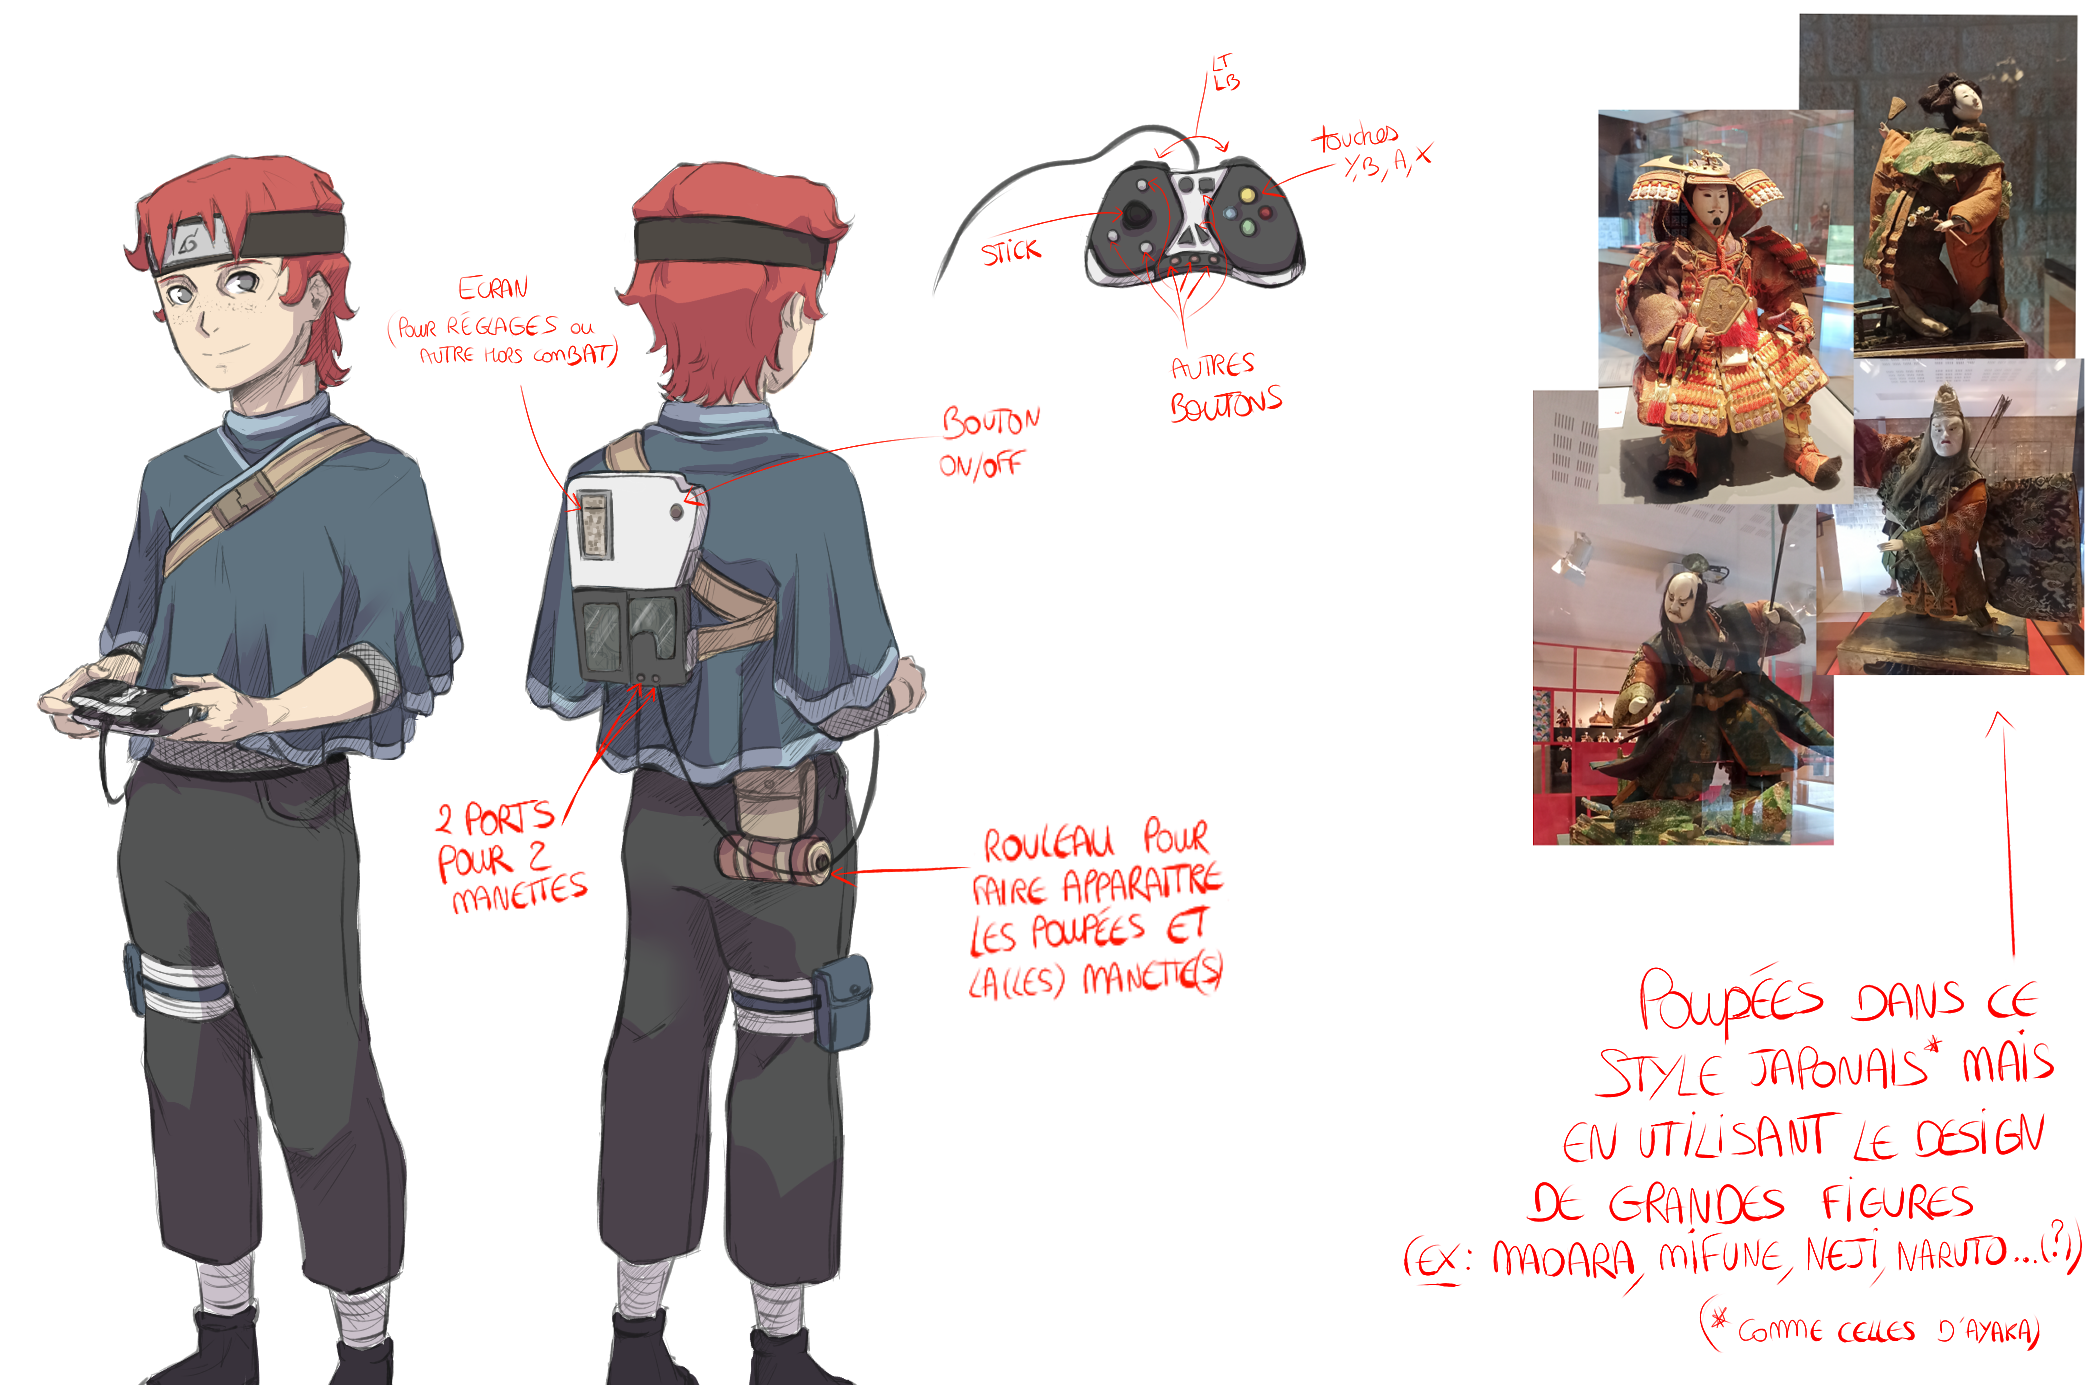 LT
LB
touches
Y, B, A, X
STICK
AUTRES
BOUTONS
ECRAN
(POUR RÉGLAGES OU
AUTRE HORS COMBAT)
BOUTON
ON/OFF
2 PORTS
POUR 2
MANETTES
ROULEAU POUR
FAIRE APPARAITRE
LES POUPÉES ET
LA(LES) MANETTE(S)
POUPÉES DANS CE
STYLE JAPONAIS* MAIS
EN UTILISANT LE DESIGN
DE GRANDES FIGURES
(EX: MADARA, MIFUNE, NEJI, NARUTO...(?))
(* COMME CELLES D'AYAKA)